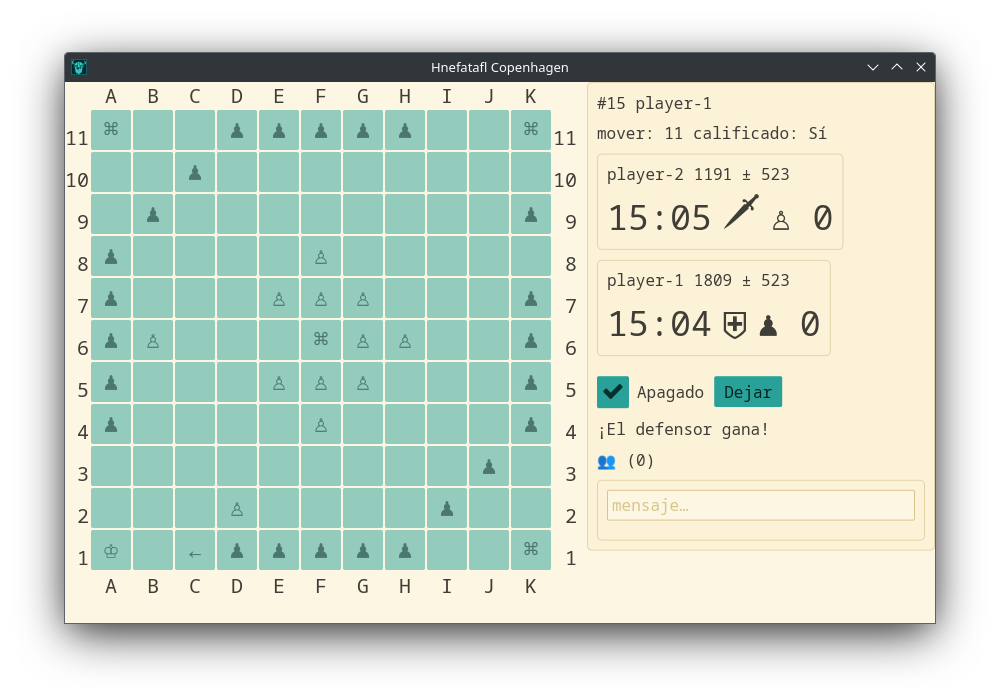 Hnefatafl Copenhagen
A B C D E F G H I J K
11 11
10 10
9 9
8 8
7 7
6 6
5 5
4 4
3 3
2 2
1 1
A B C D E F G H I J K
#15 player-1
mover: 11 calificado: Sí
player-2 1191 ± 523
15:05 0
player-1 1809 ± 523
15:04 0
Apagado Dejar
¡El defensor gana!
(0)
mensaje…